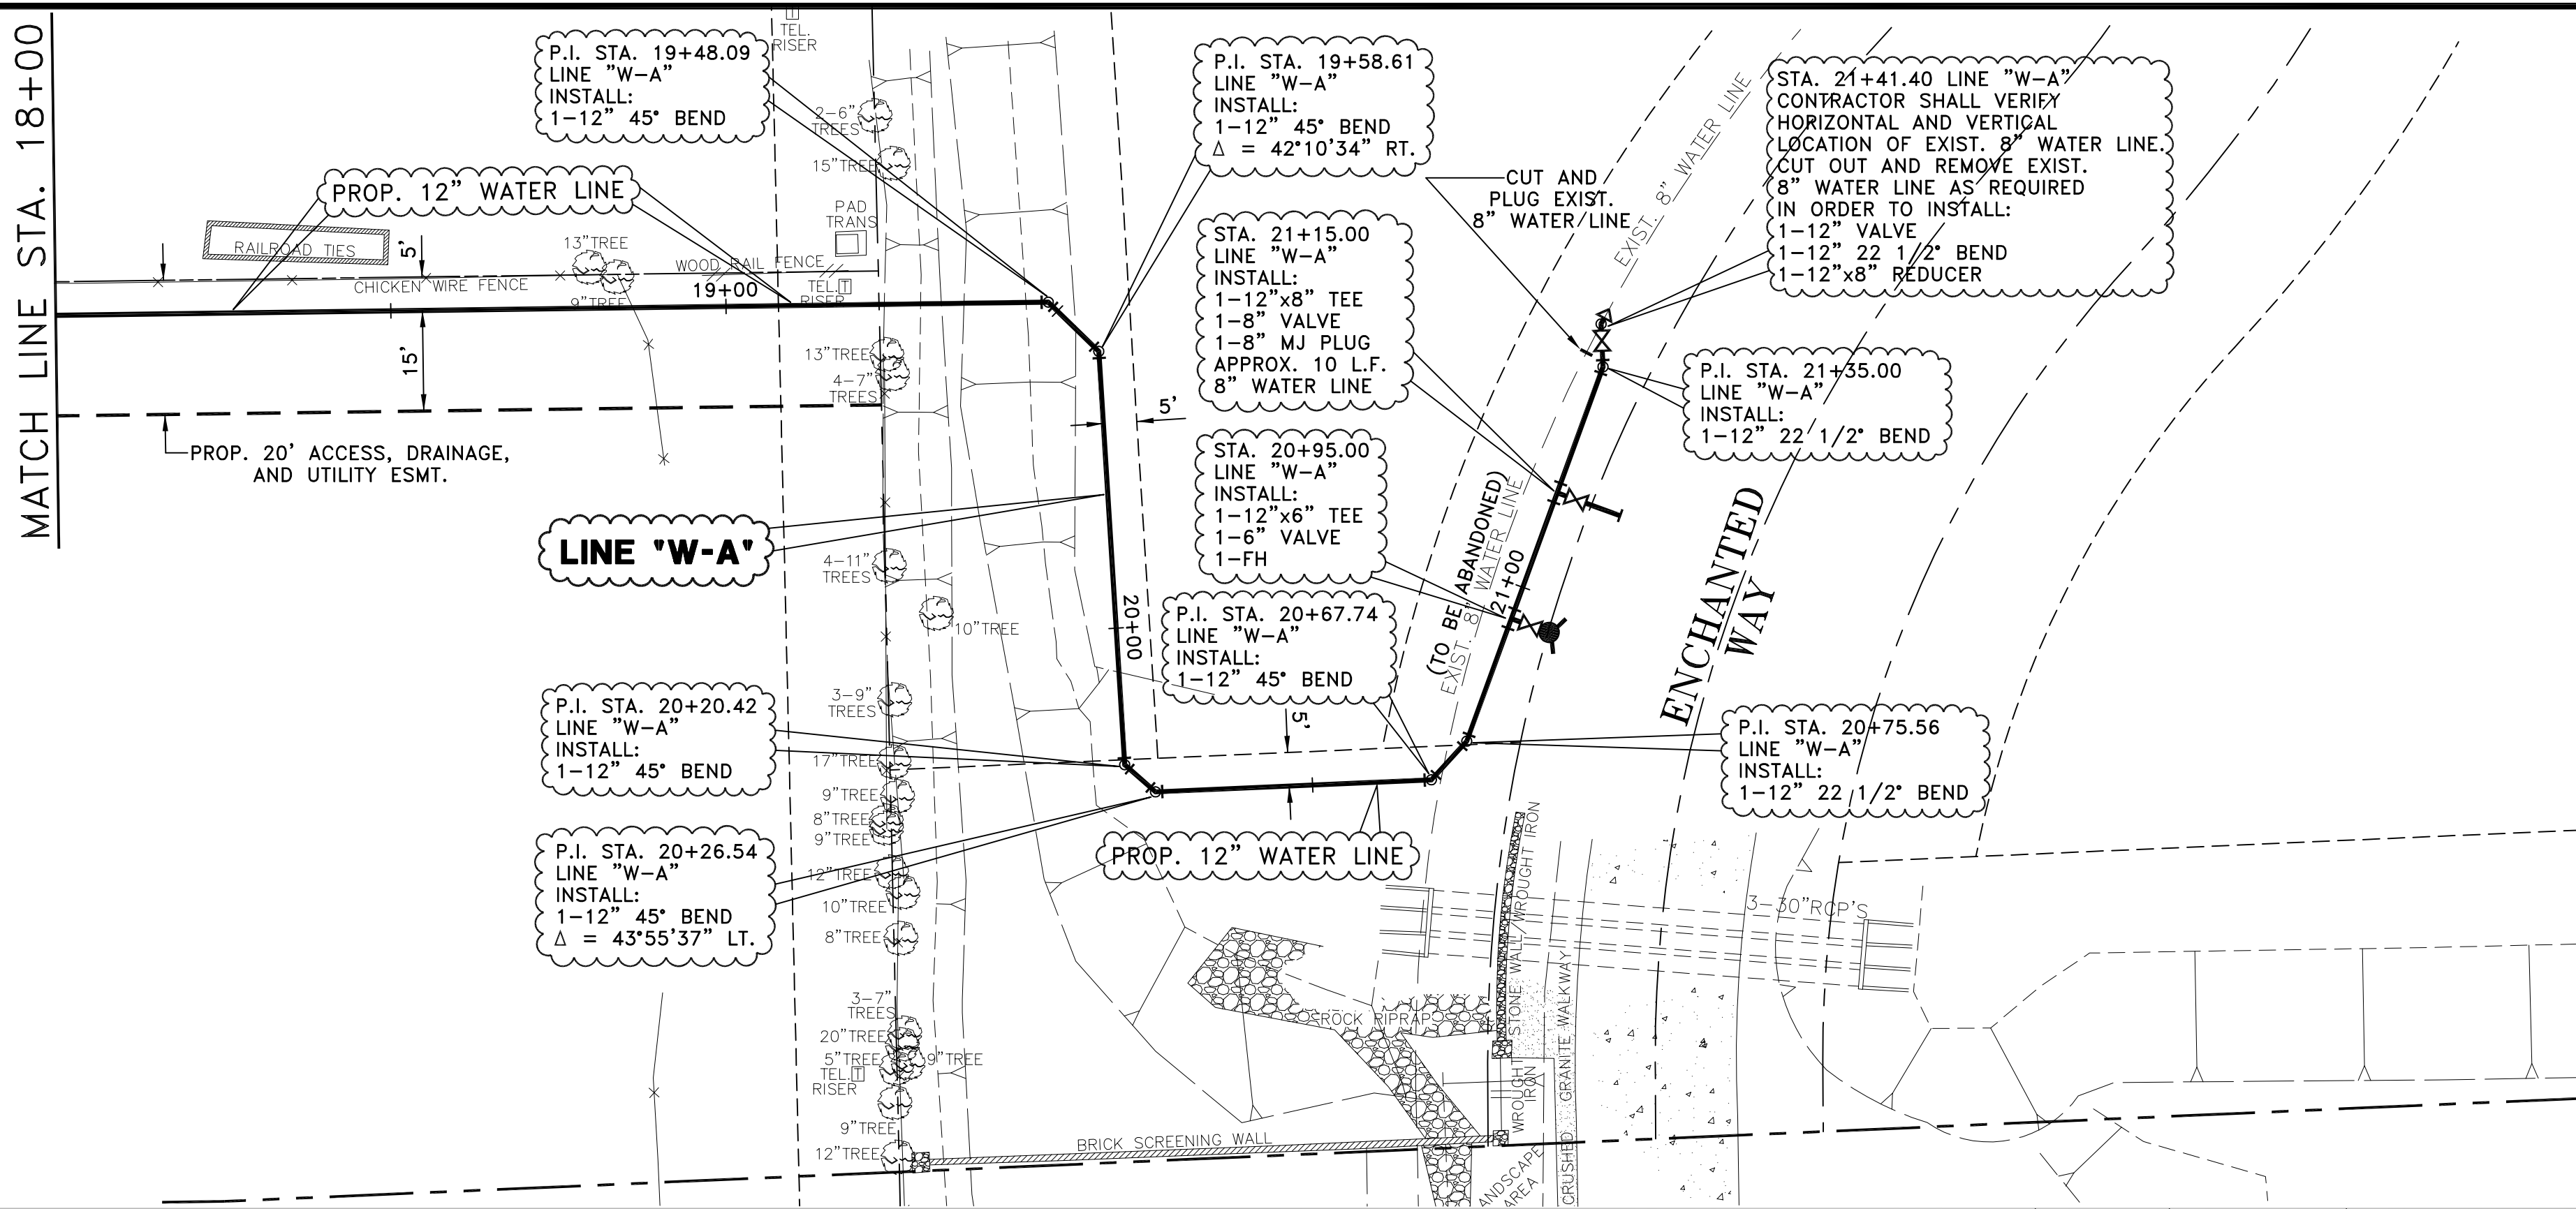 MATCH LINE STA. 18+00
P.I. STA. 19+48.09
LINE "W-A"
INSTALL:
1-12" 45° BEND
T
TEL.
RISER
2-6"
TREES
15"TREE
PAD
TRANS
PROP. 12" WATER LINE
RAILROAD TIES
5'
13"TREE
WOOD RAIL FENCE
CHICKEN WIRE FENCE
9"TREE
19+00
TEL. T
RISER
15'
13"TREE
4-7"
TREES
PROP. 20' ACCESS, DRAINAGE,
AND UTILITY ESMT.
LINE "W-A"
4-11"
TREES
10"TREE
P.I. STA. 19+58.61
LINE "W-A"
INSTALL:
1-12" 45° BEND
Δ = 42°10'34" RT.
CUT AND
PLUG EXIST.
8" WATER LINE
EXIST. 8" WATER LINE
STA. 21+41.40 LINE "W-A"
CONTRACTOR SHALL VERIFY
HORIZONTAL AND VERTICAL
LOCATION OF EXIST. 8" WATER LINE.
CUT OUT AND REMOVE EXIST.
8" WATER LINE AS REQUIRED
IN ORDER TO INSTALL:
1-12" VALVE
1-12" 22 1/2° BEND
1-12"x8" REDUCER
STA. 21+15.00
LINE "W-A"
INSTALL:
1-12"x8" TEE
1-8" VALVE
1-8" MJ PLUG
APPROX. 10 L.F.
8" WATER LINE
P.I. STA. 21+35.00
LINE "W-A"
INSTALL:
1-12" 22 1/2° BEND
5'
STA. 20+95.00
LINE "W-A"
INSTALL:
1-12"x6" TEE
1-6" VALVE
1-FH
(TO BE ABANDONED)
EXIST. 8" WATER LINE
21+00
20+00
ENCHANTED
WAY
P.I. STA. 20+67.74
LINE "W-A"
INSTALL:
1-12" 45° BEND
5'
P.I. STA. 20+20.42
LINE "W-A"
INSTALL:
1-12" 45° BEND
3-9"
TREES
17"TREE
9"TREE
8"TREE
9"TREE
P.I. STA. 20+75.56
LINE "W-A"
INSTALL:
1-12" 22 1/2° BEND
P.I. STA. 20+26.54
LINE "W-A"
INSTALL:
1-12" 45° BEND
Δ = 43°55'37" LT.
12"TREE
10"TREE
8"TREE
PROP. 12" WATER LINE
3-30"RCP'S
STONE WALL/WROUGHT IRON
3-7"
TREES
20"TREE
5"TREE
9"TREE
TEL. T
RISER
9"TREE
12"TREE
ROCK RIPRAP
WROUGHT
IRON
CRUSHED GRANITE WALKWAY
BRICK SCREENING WALL
AREA